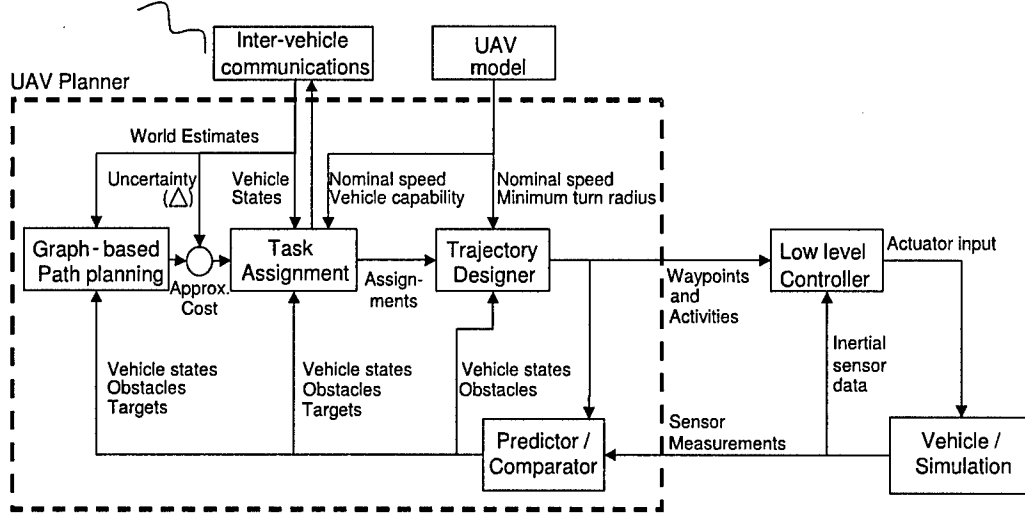 Inter-vehicle
communications
UAV
model
UAV Planner
World Estimates
Uncertainty
(△)
Vehicle
States
Nominal speed
Vehicle capability
Nominal speed
Minimum turn radius
Graph-based
Path planning
Approx.
Cost
Task
Assignment
Assign-
ments
Trajectory
Designer
Waypoints
and
Activities
Low level
Controller
Actuator input
Vehicle states
Obstacles
Targets
Vehicle states
Obstacles
Targets
Vehicle states
Obstacles
Inertial
sensor
data
Predictor /
Comparator
Sensor
Measurements
Vehicle /
Simulation